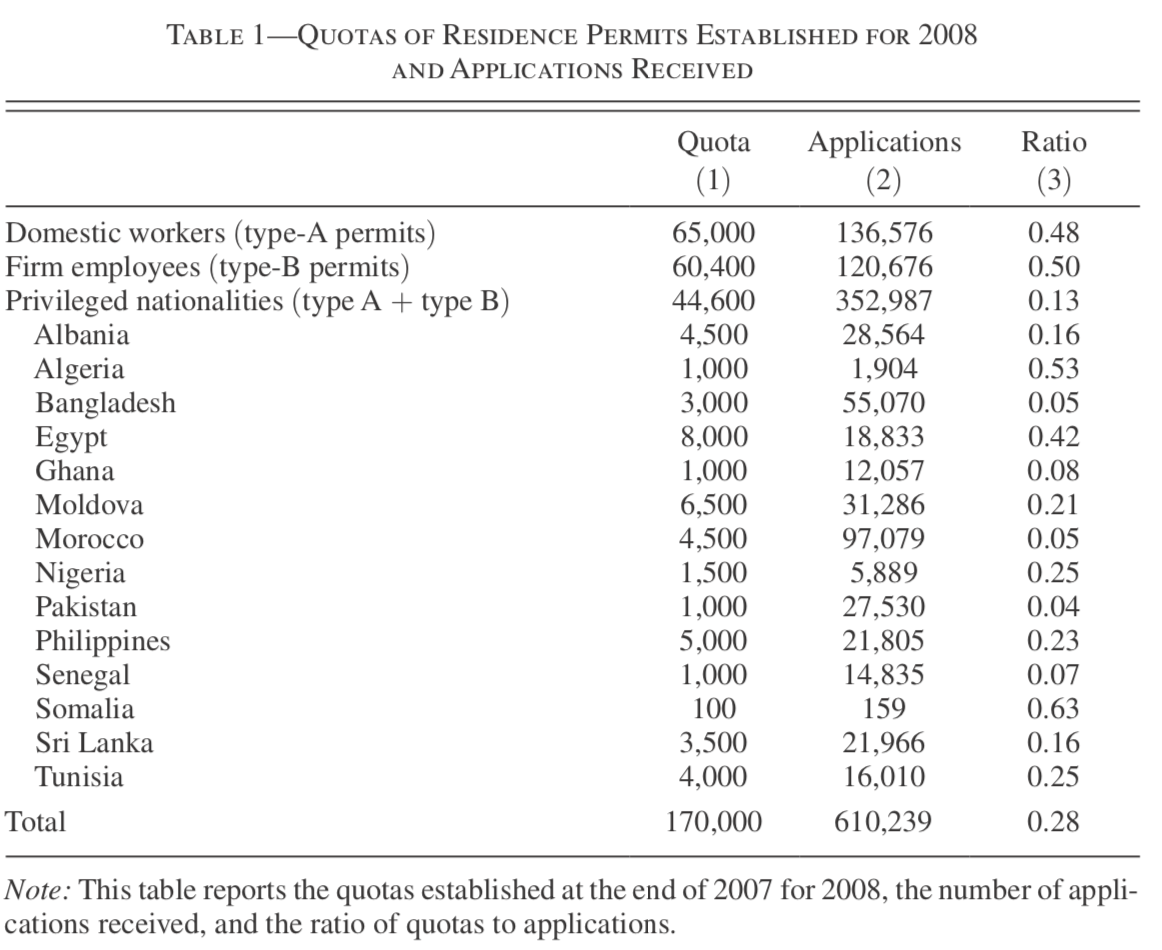 TABLE 1—QUOTAS OF RESIDENCE PERMITS ESTABLISHED FOR 2008
AND APPLICATIONS RECEIVED
Quota Applications Ratio
(1) (2) (3)
Domestic workers (type-A permits) 65,000 136,576 0.48
Firm employees (type-B permits) 60,400 120,676 0.50
Privileged nationalities (type A + type B) 44,600 352,987 0.13
Albania 4,500 28,564 0.16
Algeria 1,000 1,904 0.53
Bangladesh 3,000 55,070 0.05
Egypt 8,000 18,833 0.42
Ghana 1,000 12,057 0.08
Moldova 6,500 31,286 0.21
Morocco 4,500 97,079 0.05
Nigeria 1,500 5,889 0.25
Pakistan 1,000 27,530 0.04
Philippines 5,000 21,805 0.23
Senegal 1,000 14,835 0.07
Somalia 100 159 0.63
Sri Lanka 3,500 21,966 0.16
Tunisia 4,000 16,010 0.25
Total 170,000 610,239 0.28
Note: This table reports the quotas established at the end of 2007 for 2008, the number of appli-
cations received, and the ratio of quotas to applications.